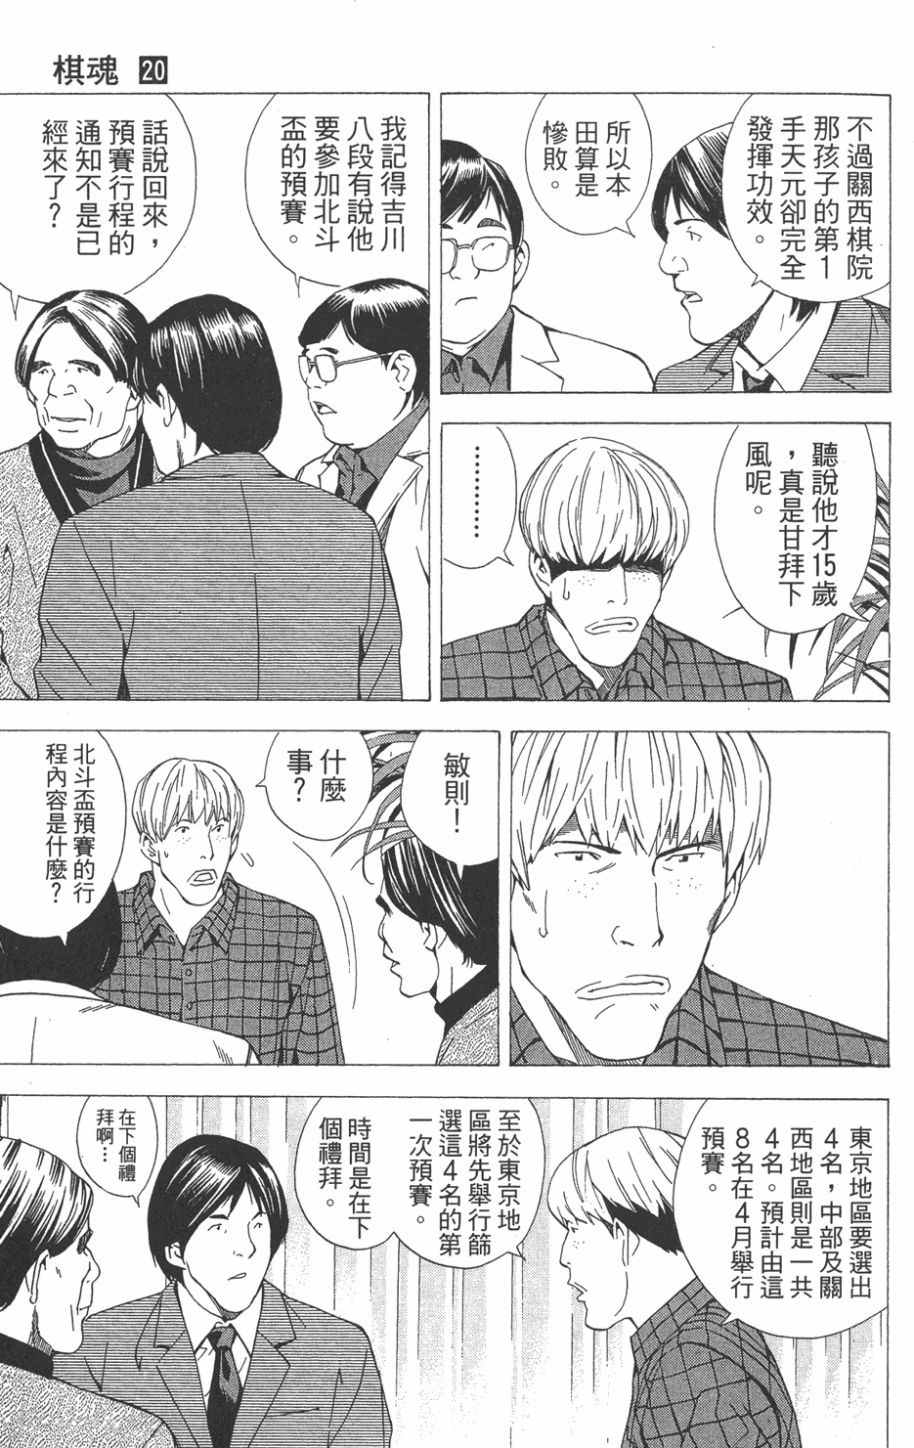 棋魂 20
不過關西棋院
那孩子的第1
手天元卻完全
發揮功效。
所以本
田算是
慘敗。
我記得吉川
八段有說他
要參加北斗
盃的預賽。
話說回來,
預賽行程的
通知不是已
經來了?
聽說他才15歲
,真是甘拜下
風呢。
………
敏則!
什麼
事?
北斗盃預賽的行
程內容是什麼?
東京地區要選出
4名,中部及關
西地區則是一共
4名。預計由這
8名在4月舉行
預賽。
至於東京地
區將先舉行篩
選這4名的第
一次預賽。
時間是在下
個禮拜。
在下個禮
拜啊…